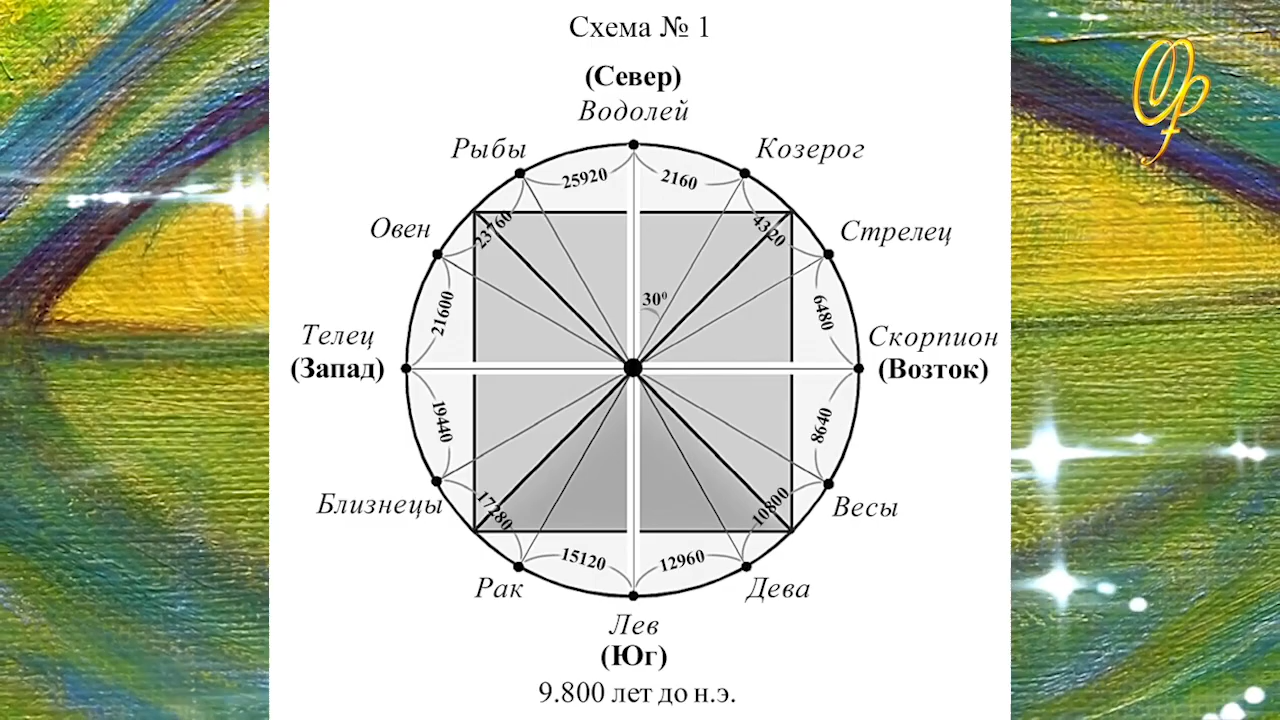 Схема № 1
(Север)
Водолей
Рыбы
Козерог
25920
2160
Овен
23760
4320
Стрелец
21600
30⁰
6480
Телец
(Запад)
Скорпион
(Возток)
19440
8640
Близнецы
17280
10800
Весы
15120
12960
Рак
Дева
Лев
(Юг)
9.800 лет до н.э.